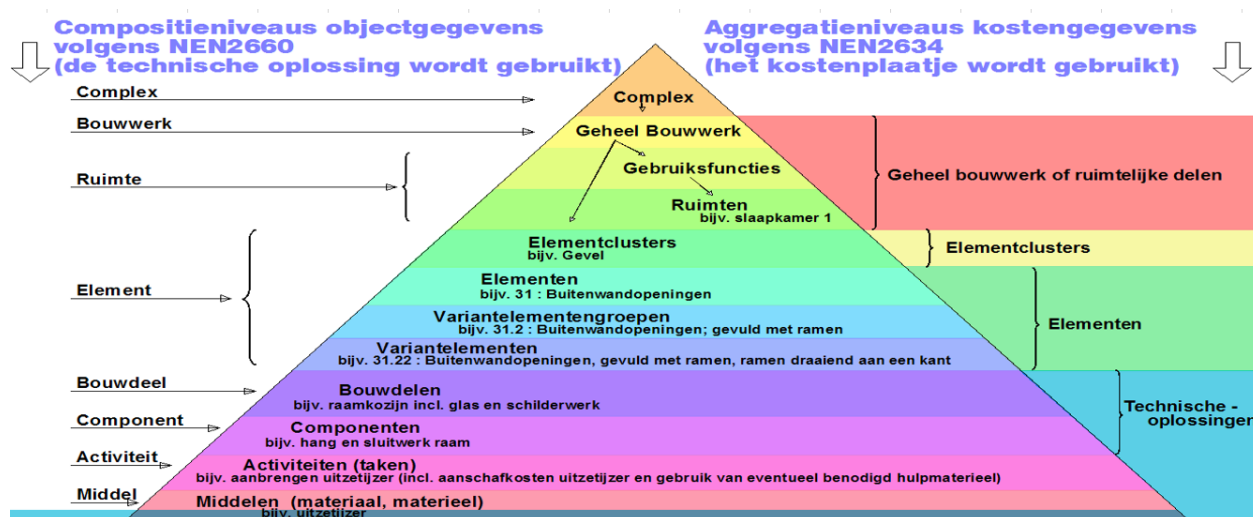 Compositieniveaus objectgegevens
volgens NEN2660
(de technische oplossing wordt gebruikt)
Aggregatieniveaus kostengegevens
volgens NEN2634
(het kostenplaatje wordt gebruikt)
Complex
Bouwwerk
Ruimte
Element
Bouwdeel
Component
Activiteit
Middel
Complex
Geheel Bouwwerk
Gebruiksfuncties
Ruimten
bijv. slaapkamer 1
Elementclusters
bijv. Gevel
Elementen
bijv. 31 : Buitenwandopeningen
Variantelementengroepen
bijv. 31.2 : Buitenwandopeningen; gevuld met ramen
Variantelementen
bijv. 31.22 : Buitenwandopeningen, gevuld met ramen, ramen draaiend aan een kant
Bouwdelen
bijv. raamkozijn incl. glas en schilderwerk
Componenten
bijv. hang en sluitwerk raam
Activiteiten (taken)
bijv. aanbrengen uitzetijzer (incl. aanschafkosten uitzetijzer en gebruik van eventueel benodigd hulpmaterieel)
Middelen (materiaal, materieel)
bijv. uitzetijzer
Geheel bouwwerk of ruimtelijke delen
Elementclusters
Elementen
Technische -
oplossingen